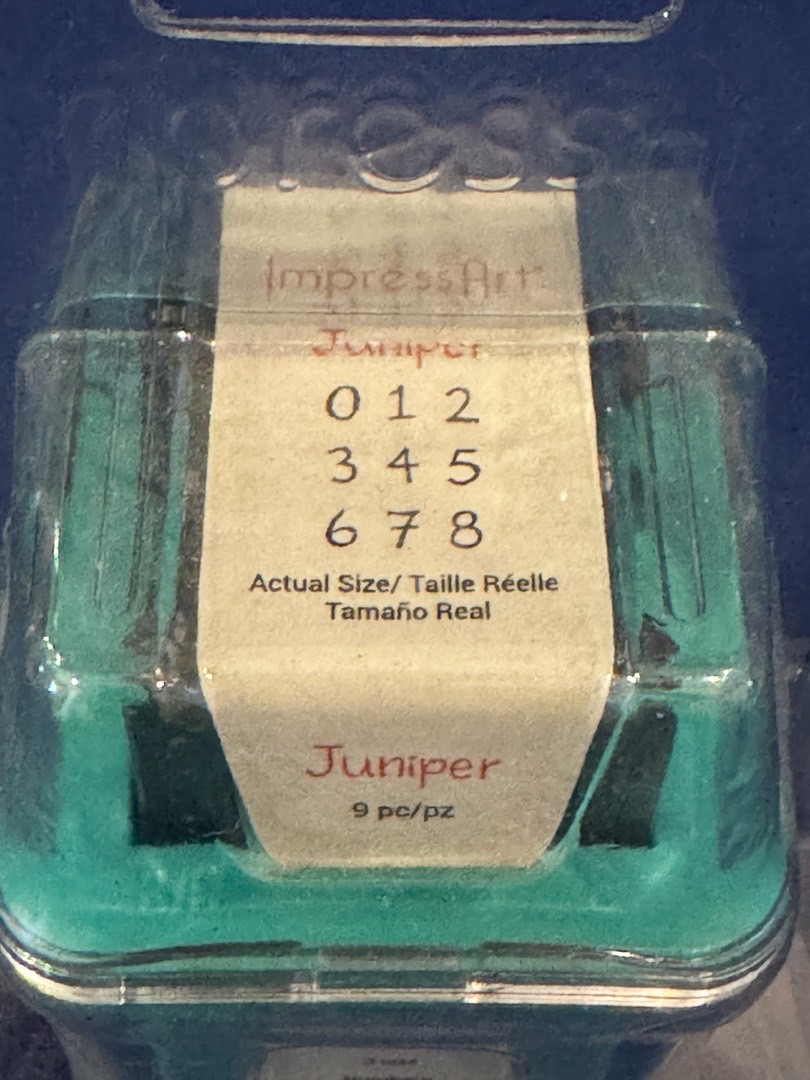 ImpressArt
Juniper
0 1 2
3 4 5
6 7 8
Actual Size/ Taille Réelle
Tamaño Real
Juniper
9 pc/pz